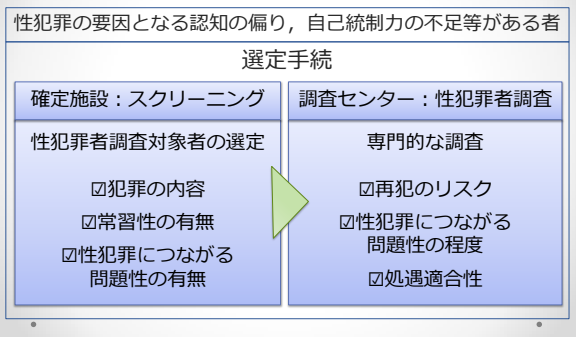 性犯罪の要因となる認知の偏り，自己統制力の不足等がある者
選定手続
確定施設：スクリーニング
性犯罪者調査対象者の選定
☑犯罪の内容
☑常習性の有無
☑性犯罪につながる
問題性の有無
調査センター：性犯罪者調査
専門的な調査
☑再犯のリスク
☑性犯罪につながる
問題性の程度
☑処遇適合性